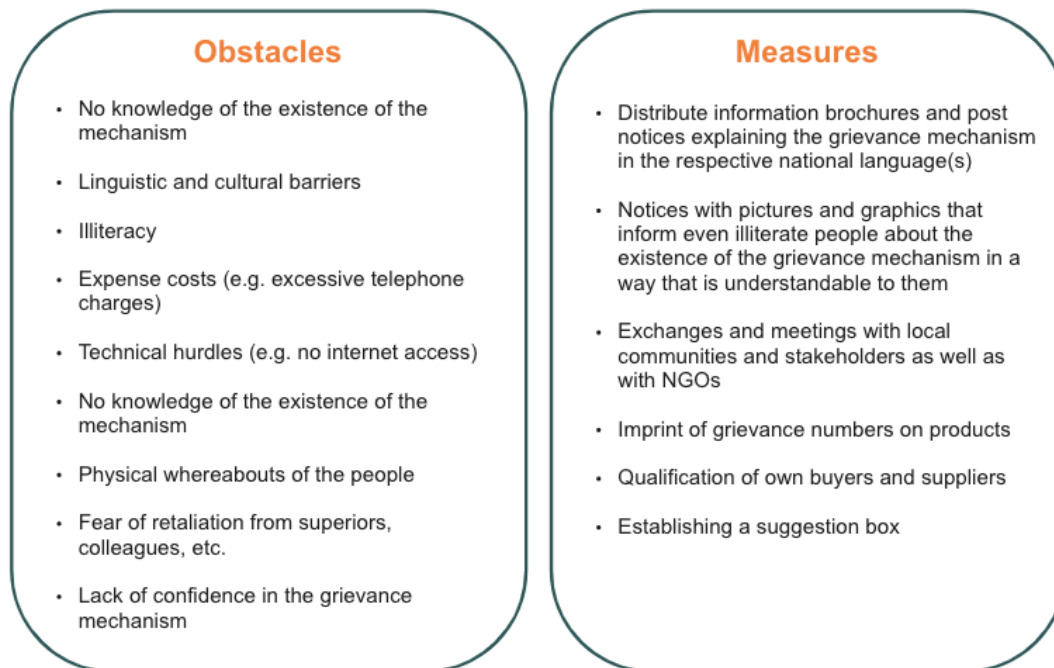 Obstacles
• No knowledge of the existence of the
mechanism
• Linguistic and cultural barriers
• Illiteracy
• Expense costs (e.g. excessive telephone
charges)
• Technical hurdles (e.g. no internet access)
• No knowledge of the existence of the
mechanism
• Physical whereabouts of the people
• Fear of retaliation from superiors,
colleagues, etc.
• Lack of confidence in the grievance
mechanism
Measures
• Distribute information brochures and post
notices explaining the grievance mechanism
in the respective national language(s)
• Notices with pictures and graphics that
inform even illiterate people about the
existence of the grievance mechanism in a
way that is understandable to them
• Exchanges and meetings with local
communities and stakeholders as well as
with NGOs
• Imprint of grievance numbers on products
• Qualification of own buyers and suppliers
• Establishing a suggestion box